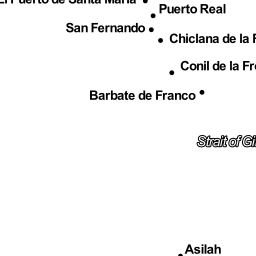 El Puerto de Santa María
Puerto Real
San Fernando
Chiclana de la F
Conil de la Fr
Barbate de Franco
Strait of Gi
Asilah